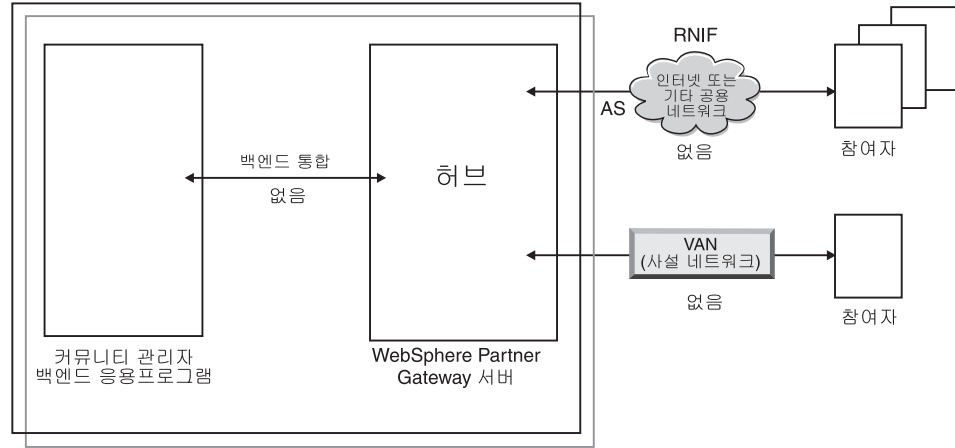 RNIF
인터넷 또는
기타 공용
네트워크
AS
없음
참여자
백엔드 통합
없음
허브
VAN
(사설 네트워크)
없음
참여자
커뮤니티 관리자
백엔드 응용프로그램
WebSphere Partner
Gateway 서버